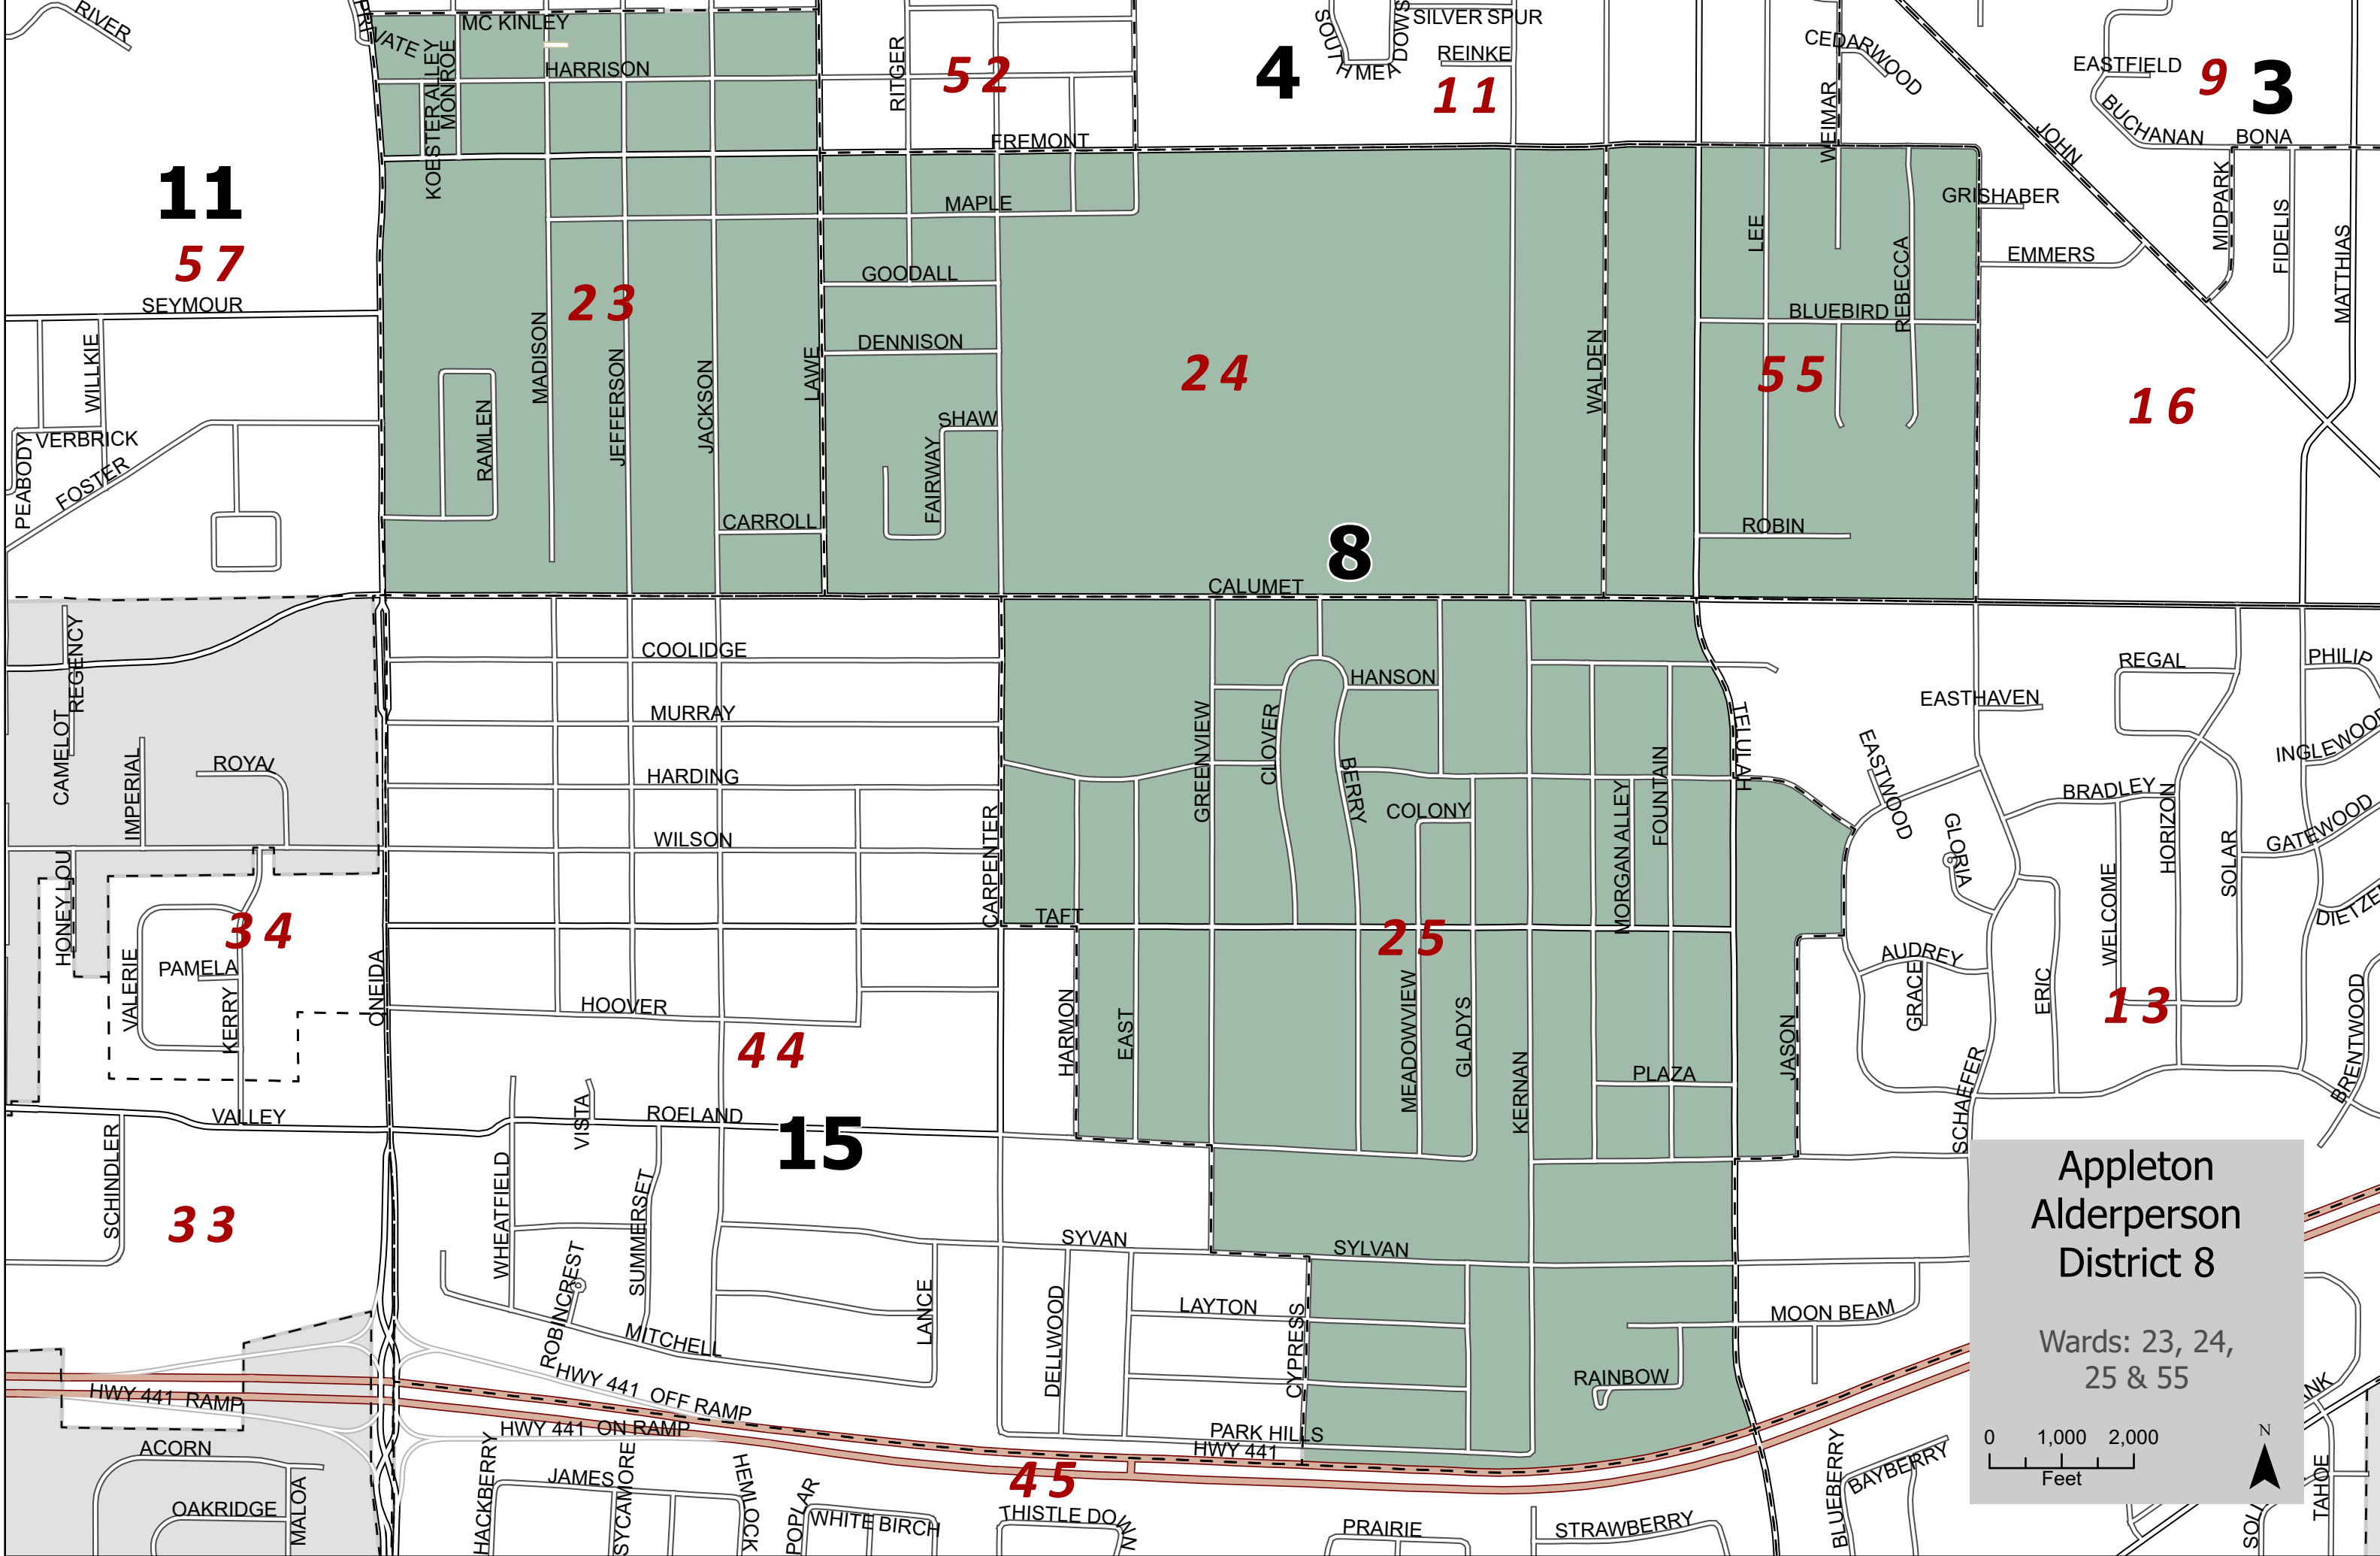 RIVER
PRIVATE
MC KINLEY
KOESTER ALLEY
MONROE
HARRISON
RITGER
52
FREMONT
4
SOUTH MEADOWS
SILVER SPUR
REINKE
11
CEDARWOOD
WEIMAR
JOHN
EASTFIELD
9
3
BUCHANAN
BONA
11
57
SEYMOUR
MAPLE
GOODALL
DENNISON
23
24
55
16
LEE
REBECCA
BLUEBIRD
GRISHABER
EMMERS
MIDPARK
FIDELIS
MATTHIAS
WILLKIE
VERBRICK
PEABODY
FOSTER
RAMLEN
MADISON
JEFFERSON
JACKSON
LAWE
SHAW
FAIRWAY
CARROLL
WALDEN
ROBIN
8
CALUMET
REGENCY
CAMELOT
IMPERIAL
ROYAL
COOLIDGE
MURRAY
HARDING
WILSON
CARPENTER
GREENVIEW
CLOVER
HANSON
BERRY
COLONY
MORGAN ALLEY
FOUNTAIN
TELULAH
EASTHAVEN
EASTWOOD
GLORIA
REGAL
PHILIP
INGLEWOOD
BRADLEY
HORIZON
SOLAR
GATEWOOD
WELCOME
HONEY LOU
34
VALERIE
PAMELA
KERRY
ONEIDA
TAFT
25
HOOVER
44
HARMON
EAST
MEADOWVIEW
GLADYS
KERNAN
PLAZA
JASON
AUDREY
GRACE
ERIC
13
SCHAEFER
BRENTWOOD
VALLEY
VISTA
ROELAND
15
SCHINDLER
33
WHEATFIELD
SUMMERSET
ROBINCREST
MITCHELL
LANCE
SYVAN
SYLVAN
DELLWOOD
LAYTON
CYPRESS
MOON BEAM
RAINBOW
PARK HILLS
HWY 441
HWY 441 RAMP
HWY 441 OFF RAMP
HWY 441 ON RAMP
45
ACORN
OAKRIDGE
MALOA
HACKBERRY
JAMES
SYCAMORE
HEMLOCK
POPLAR
WHITE BIRCH
THISTLE DOWN
PRAIRIE
STRAWBERRY
BLUEBERRY
BAYBERRY
TAHOE
Appleton
Alderperson
District 8
Wards: 23, 24,
25 & 55
0 1,000 2,000
Feet
N